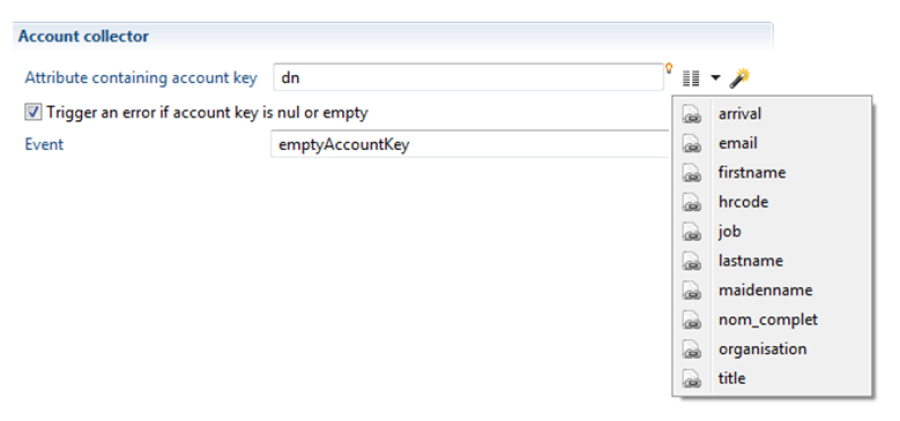 Account collector
Attribute containing account key dn
Trigger an error if account key is nul or empty
Event emptyAccountKey
arrival
email
firstname
hrcode
job
lastname
maidenname
nom_complet
organisation
title